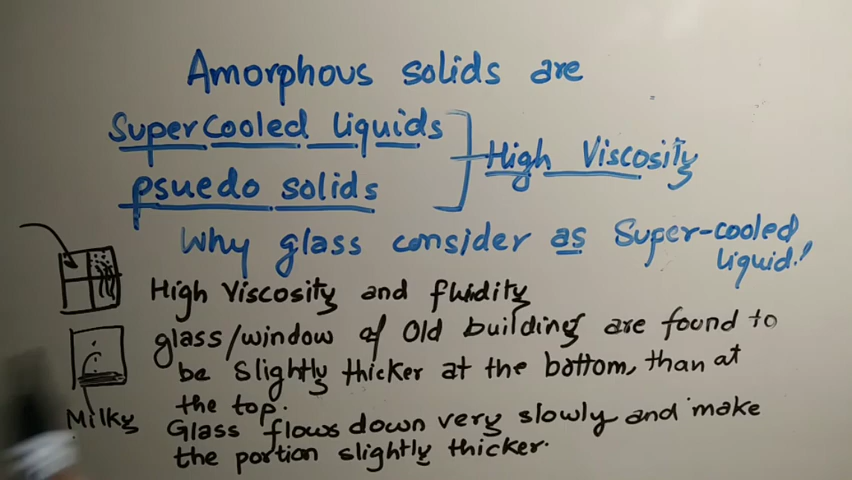 Amorphous solids are
Supercooled liquids
psuedo solids
High Viscosity
Why glass consider as Super-cooled
liquid.!
High Viscosity and fluidity
glass/window of Old building are found to
be slightly thicker at the bottom, than at
the top.
Milky
Glass flows down very slowly and make
the portion slightly thicker.